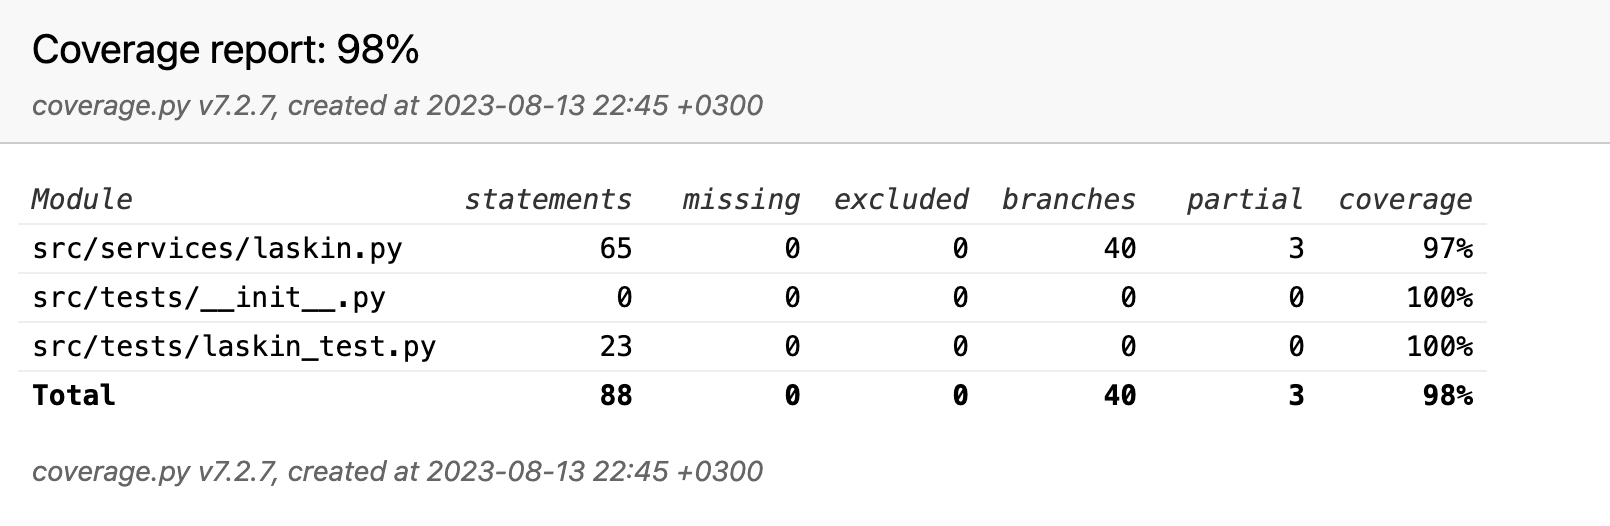 Coverage report: 98%
coverage.py v7.2.7, created at 2023-08-13 22:45 +0300
Module statements missing excluded branches partial coverage
src/services/laskin.py 65 0 0 40 3 97%
src/tests/__init__.py 0 0 0 0 0 100%
src/tests/laskin_test.py 23 0 0 0 0 100%
Total 88 0 0 40 3 98%
coverage.py v7.2.7, created at 2023-08-13 22:45 +0300